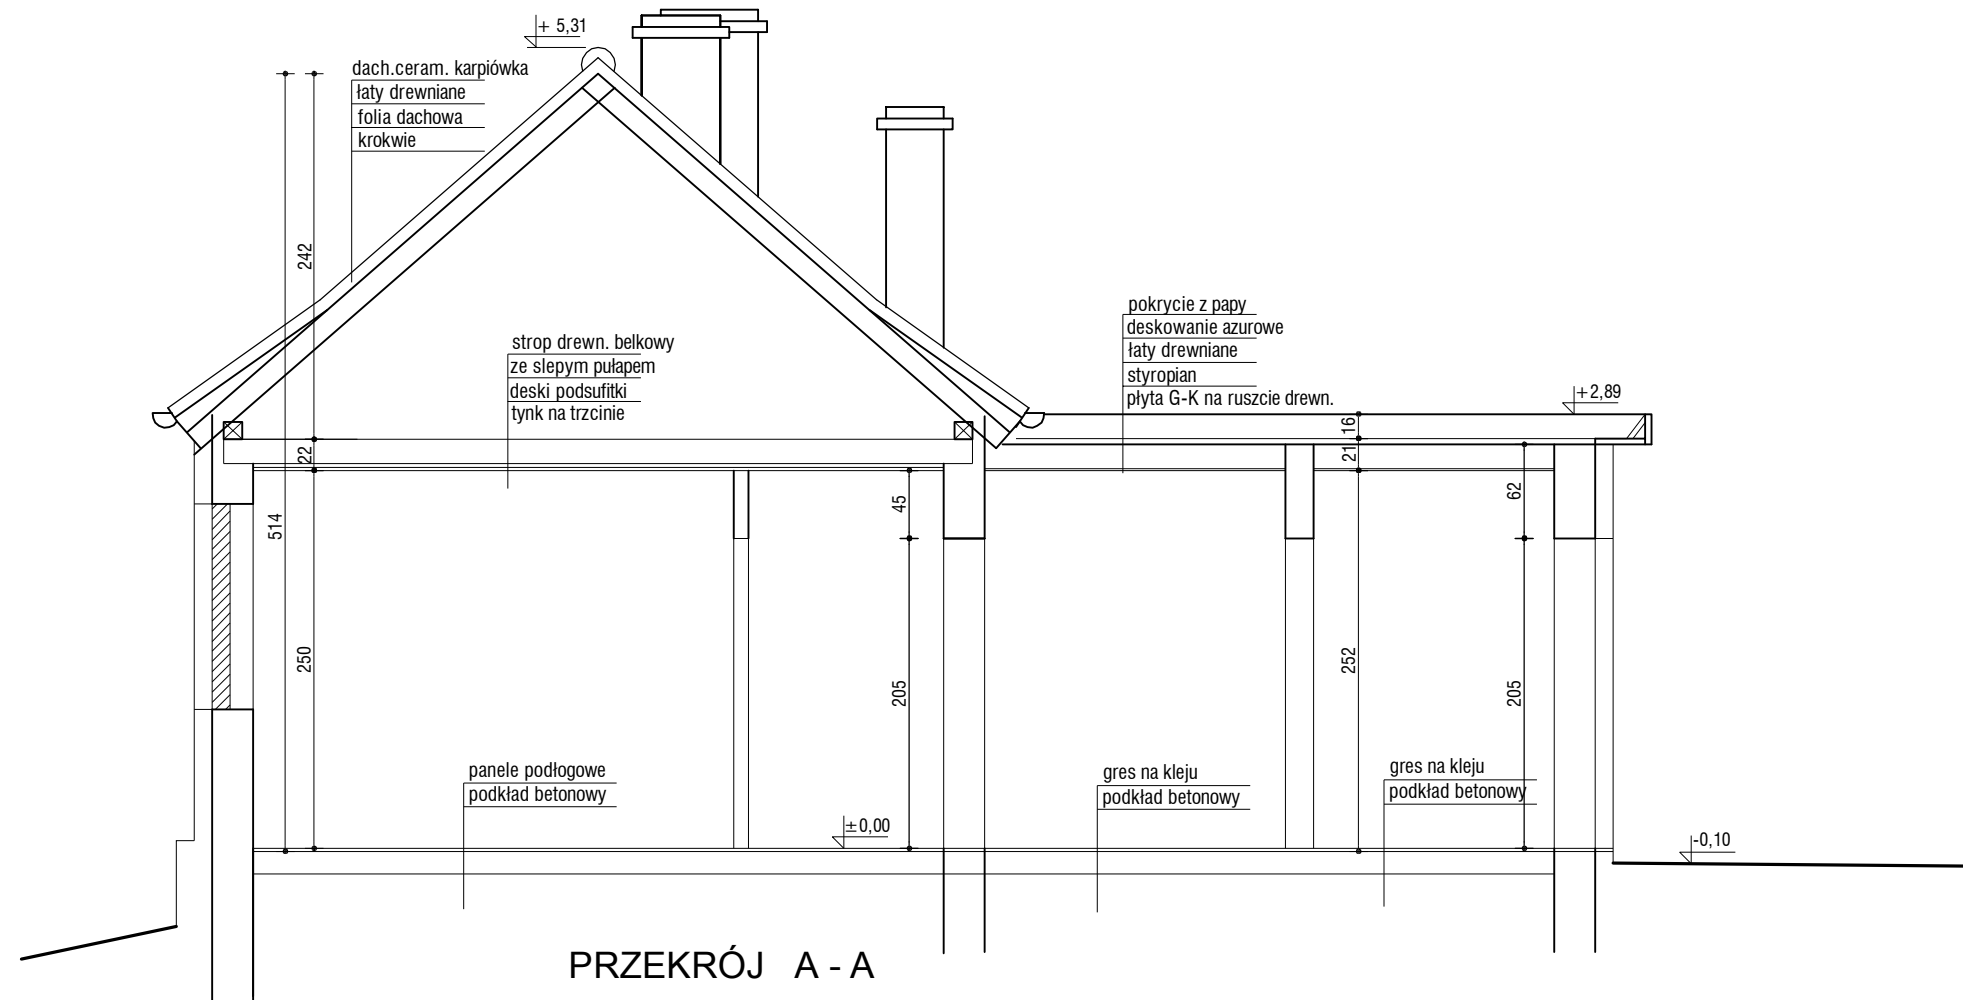 + 5,31
dach.ceram. karpiówka
łaty drewniane
folia dachowa
krokwie
242
strop drewn. belkowy
ze slepym pułapem
deski podsufitki
tynk na trzcinie
pokrycie z papy
deskowanie azurowe
łaty drewniane
styropian
płyta G-K na ruszcie drewn.
+2,89
16
22
21
45
62
514
250
205
252
205
panele podłogowe
podkład betonowy
gres na kleju
podkład betonowy
gres na kleju
podkład betonowy
±0,00
-0,10
PRZEKRÓJ A - A